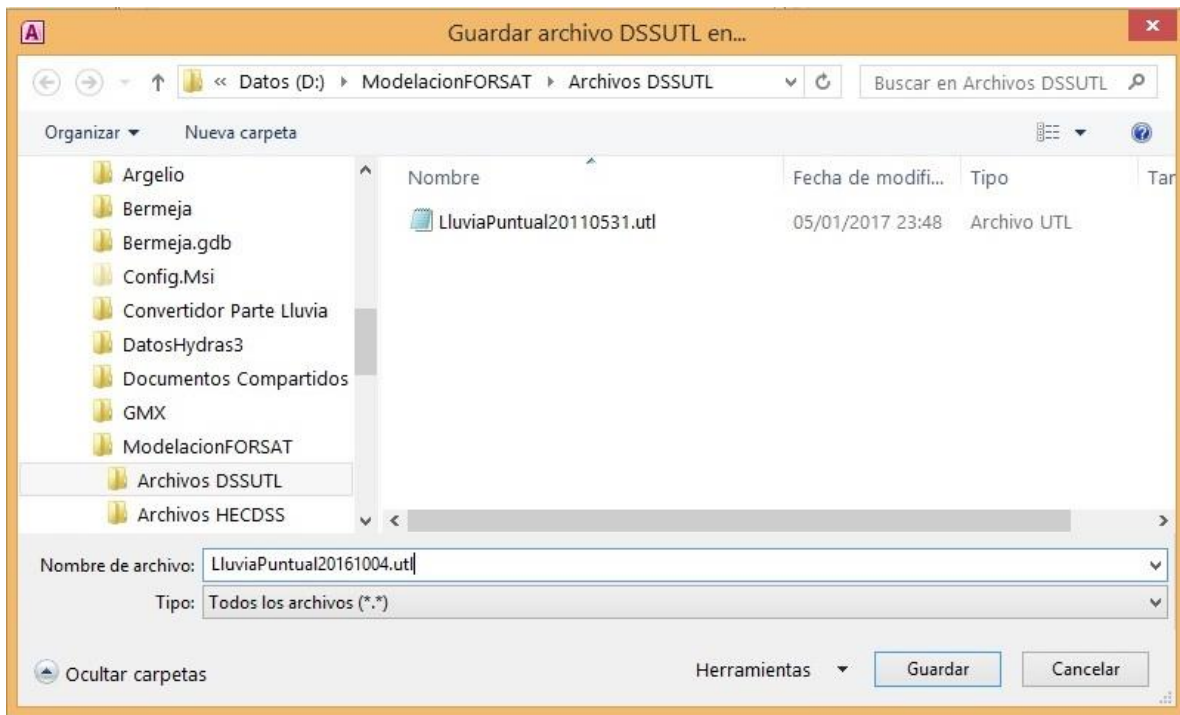 A
Guardar archivo DSSUTL en...
x
« Datos (D:) ▸ ModelacionFORSAT ▸ Archivos DSSUTL
Buscar en Archivos DSSUTL
Organizar
Nueva carpeta
Argelio
Bermeja
Bermeja.gdb
Config.Msi
Convertidor Parte Lluvia
DatosHydras3
Documentos Compartidos
GMX
ModelacionFORSAT
Archivos DSSUTL
Archivos HECDSS
Nombre Fecha de modifi... Tipo Tar
LluviaPuntual20110531.utl 05/01/2017 23:48 Archivo UTL
Nombre de archivo: LluviaPuntual20161004.utl
Tipo: Todos los archivos (*.*)
Ocultar carpetas
Herramientas
Guardar
Cancelar